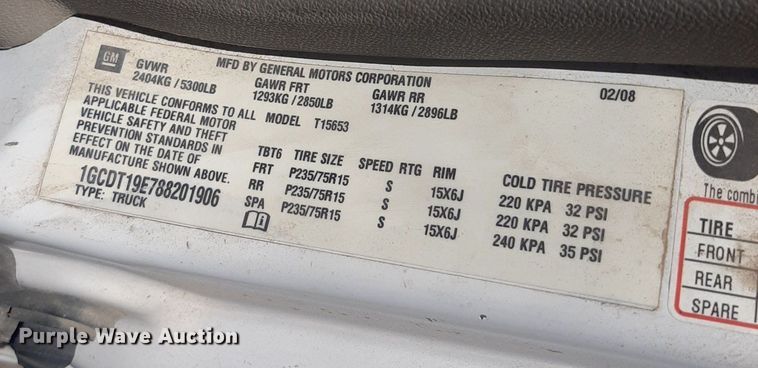 GM
MFD BY GENERAL MOTORS CORPORATION
02/08
GVWR GAWR FRT GAWR RR
2404KG / 5300LB 1293KG / 2850LB 1314KG / 2896LB
THIS VEHICLE CONFORMS TO ALL MODEL T15653
APPLICABLE FEDERAL MOTOR
VEHICLE SAFETY AND THEFT
PREVENTION STANDARDS IN
EFFECT ON THE DATE OF
MANUFACTURE SHOWN ABOVE.
1GCDT19E788201906
TYPE: TRUCK
TBT6 TIRE SIZE SPEED RTG RIM COLD TIRE PRESSURE
FRT P235/75R15 S 15X6J 220 KPA 32 PSI
RR P235/75R15 S 15X6J 220 KPA 32 PSI
SPA P235/75R15 S 15X6J 240 KPA 35 PSI
The combi
TIRE
FRONT
REAR
SPARE
Purple Wave Auction